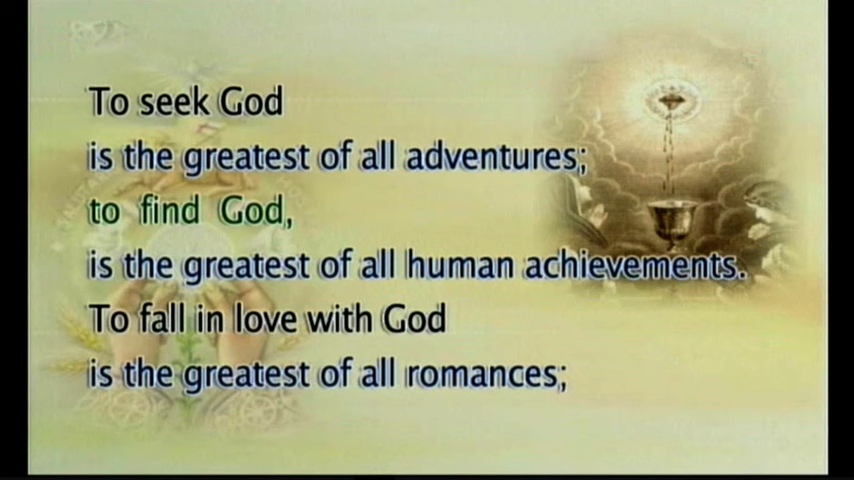 To seek God
is the greatest of all adventures;
to find God,
is the greatest of all human achievements.
To fall in love with God
is the greatest of all romances;